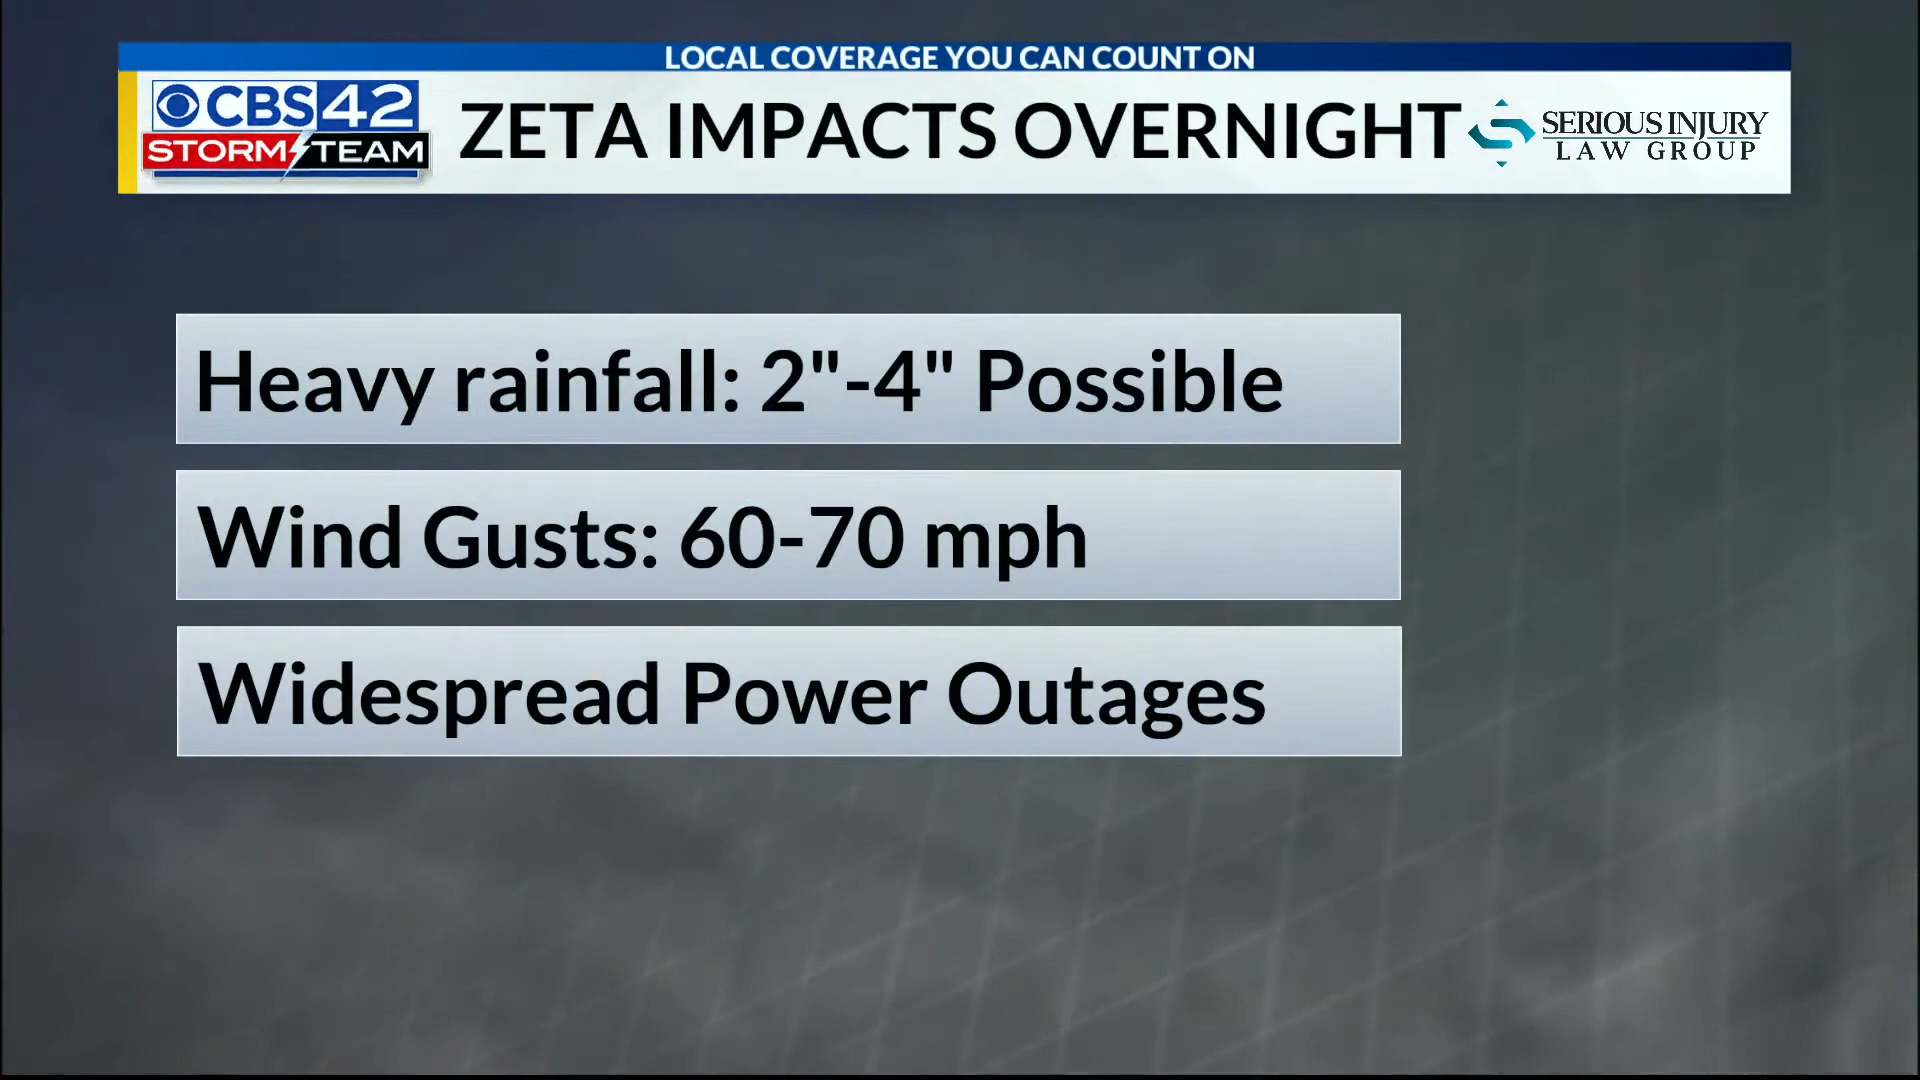 LOCAL COVERAGE YOU CAN COUNT ON
CBS 42
STORM TEAM
ZETA IMPACTS OVERNIGHT
SERIOUS INJURY
LAW GROUP
Heavy rainfall: 2"-4" Possible
Wind Gusts: 60-70 mph
Widespread Power Outages